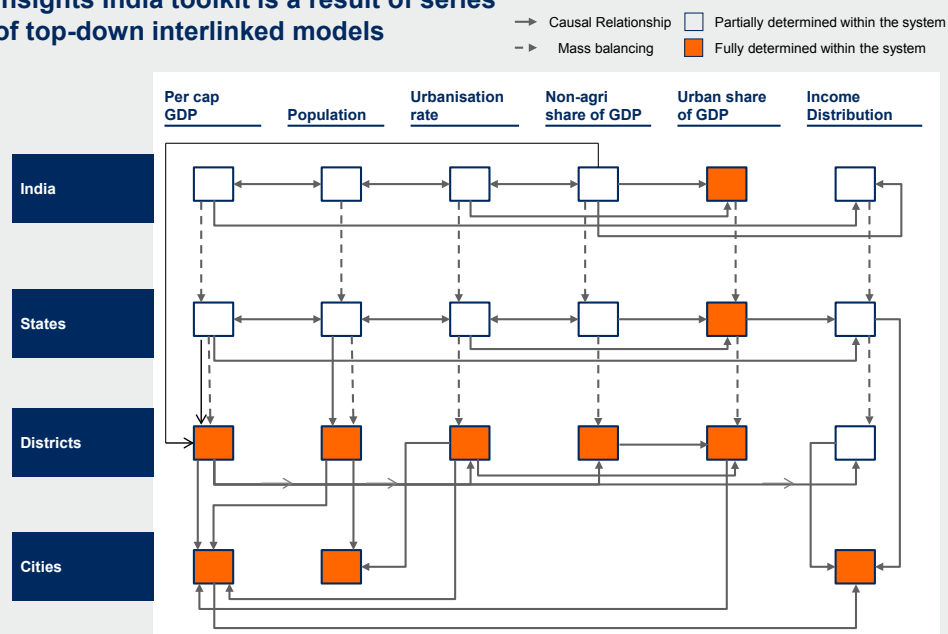 Insights India toolkit is a result of series
of top-down interlinked models
Causal Relationship
Partially determined within the system
Mass balancing
Fully determined within the system
Per cap
GDP
Population
Urbanisation
rate
Non-agri
share of GDP
Urban share
of GDP
Income
Distribution
India
States
Districts
Cities